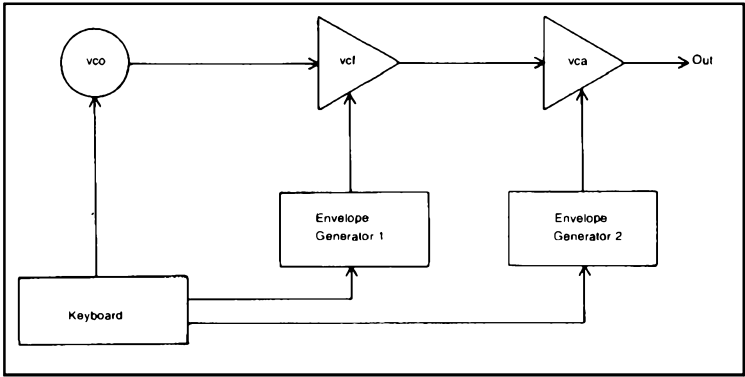 vco
vcf
vca
Out
Envelope
Generator 1
Envelope
Generator 2
Keyboard